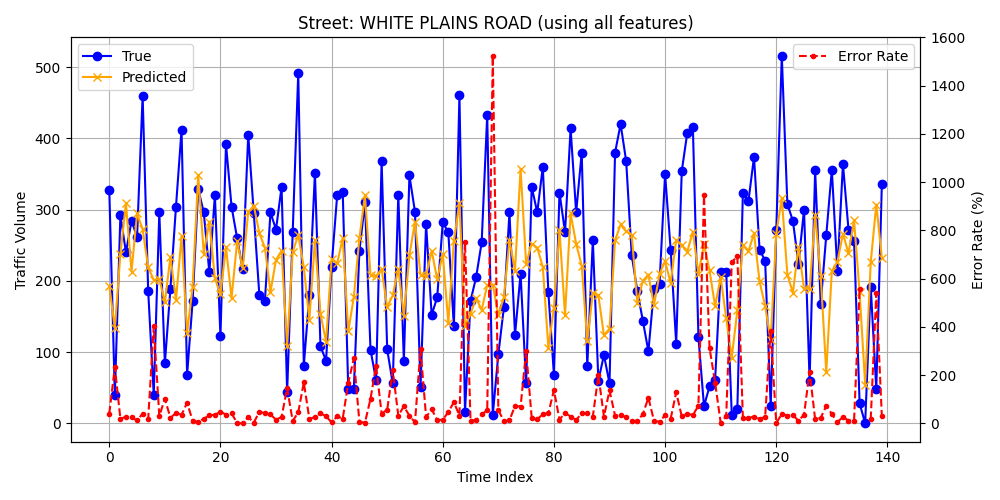 Street: WHITE PLAINS ROAD (using all features)
True
Predicted
Error Rate
Traffic Volume
500
400
300
200
100
0
1600
1400
1200
1000
800
600
400
200
0
Error Rate (%)
0 20 40 60 80 100 120 140
Time Index